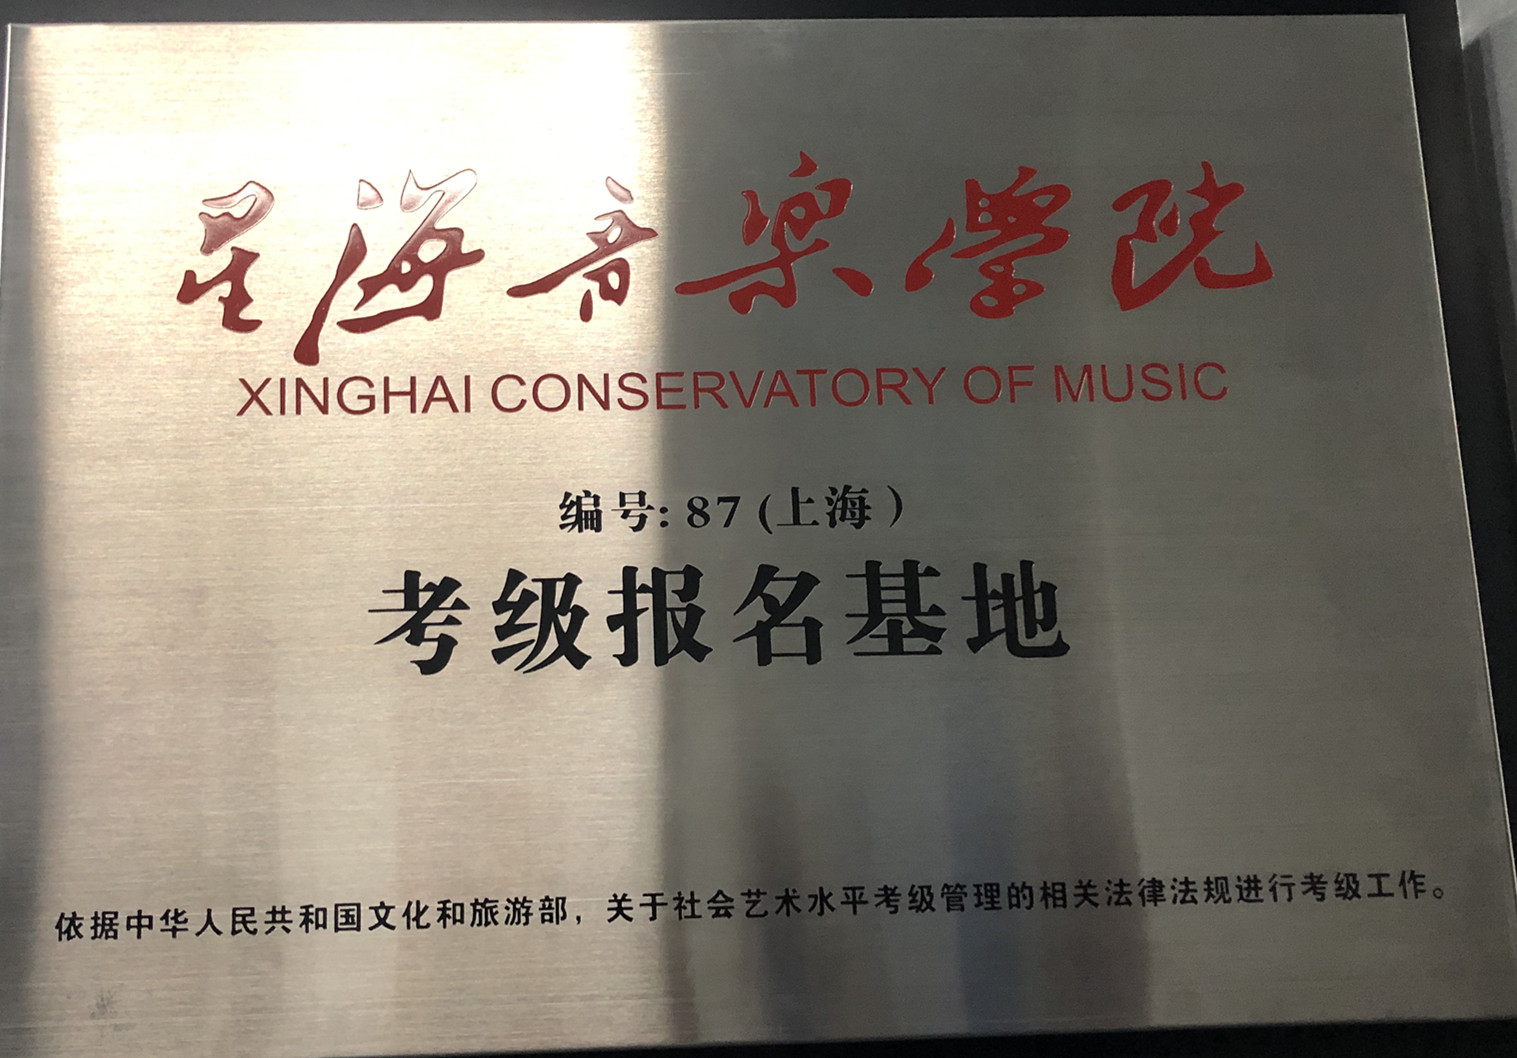 星海音樂學院
XINGHAI CONSERVATORY OF MUSIC
编号: 87 (上海）
考级报名基地
依据中华人民共和国文化和旅游部，关于社会艺术水平考级管理的相关法律法规进行考级工作。